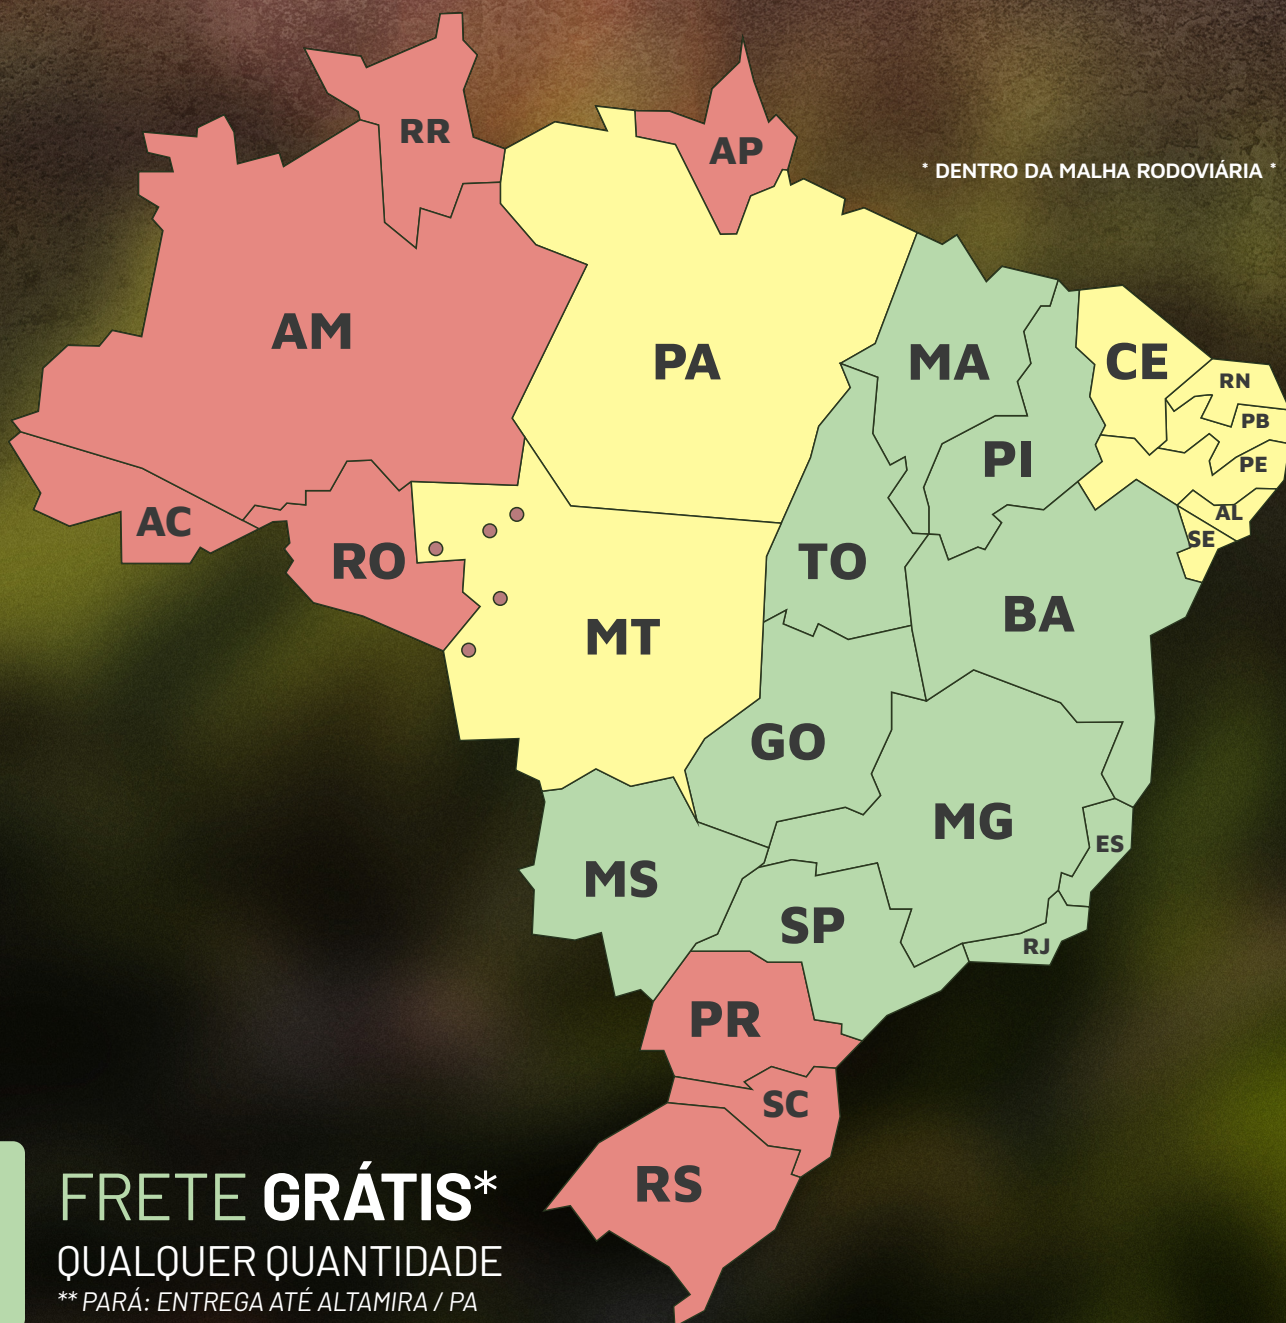 RR
AP
* DENTRO DA MALHA RODOVIÁRIA *
AM
PA
MA
CE
RN
PB
PI
PE
AC
AL
RO
TO
SE
BA
MT
GO
MG
ES
MS
SP
RJ
PR
SC
RS
FRETE GRÁTIS*
QUALQUER QUANTIDADE
** PARÁ: ENTREGA ATÉ ALTAMIRA / PA